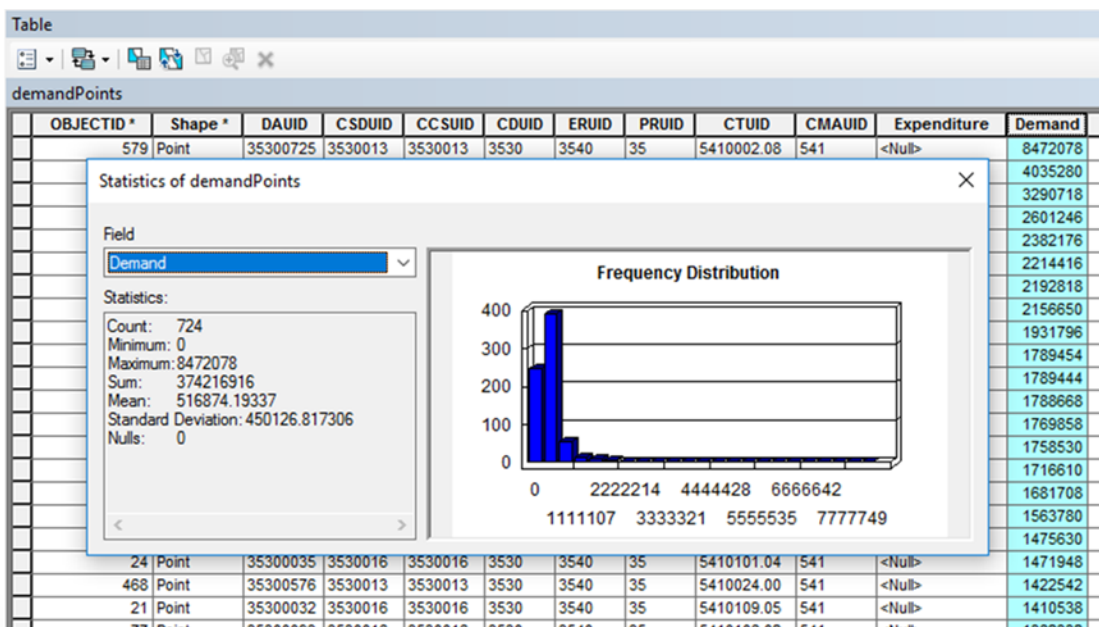 Table
demandPoints
OBJECTID * Shape * DAUID CSDUID CCSUID CDUID ERUID PRUID CTUID CMAUID Expenditure Demand
579 Point 35300725 3530013 3530013 3530 3540 35 5410002.08 541 <Null> 8472078
4035280
3290718
2601246
2382176
2214416
2192818
2156650
1931796
1789454
1789444
1788668
1769858
1758530
1716610
1681708
1563780
1475630
Statistics of demandPoints
Field
Demand
Statistics:
Count: 724
Minimum: 0
Maximum: 8472078
Sum: 374216916
Mean: 516874.19337
Standard Deviation: 450126.817306
Nulls: 0
Frequency Distribution
400
300
200
100
0
0 2222214 4444428 6666642
1111107 3333321 5555535 7777749
24 Point 35300035 3530016 3530016 3530 3540 35 5410101.04 541 <Null> 1471948
468 Point 35300576 3530013 3530013 3530 3540 35 5410024.00 541 <Null> 1422542
21 Point 35300032 3530016 3530016 3530 3540 35 5410109.05 541 <Null> 1410538